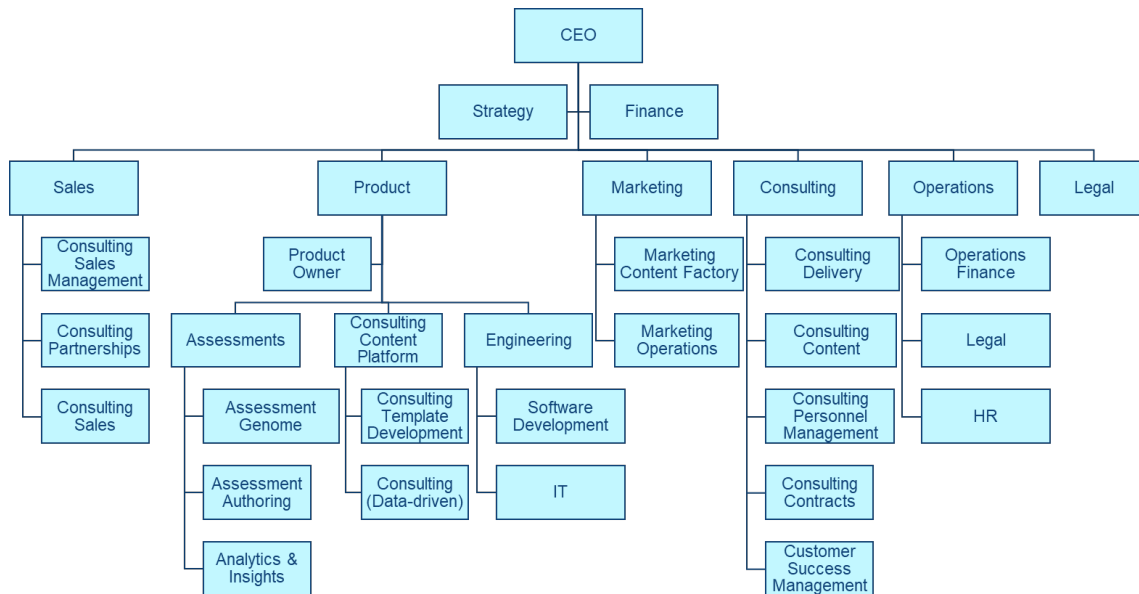 CEO
Strategy
Finance
Sales
Product
Marketing
Consulting
Operations
Legal
Consulting
Sales
Management
Consulting
Partnerships
Consulting
Sales
Product
Owner
Assessments
Consulting
Content
Platform
Engineering
Assessment
Genome
Assessment
Authoring
Analytics &
Insights
Consulting
Template
Development
Consulting
(Data-driven)
Software
Development
IT
Marketing
Content Factory
Marketing
Operations
Consulting
Delivery
Consulting
Content
Consulting
Personnel
Management
Consulting
Contracts
Customer
Success
Management
Operations
Finance
Legal
HR